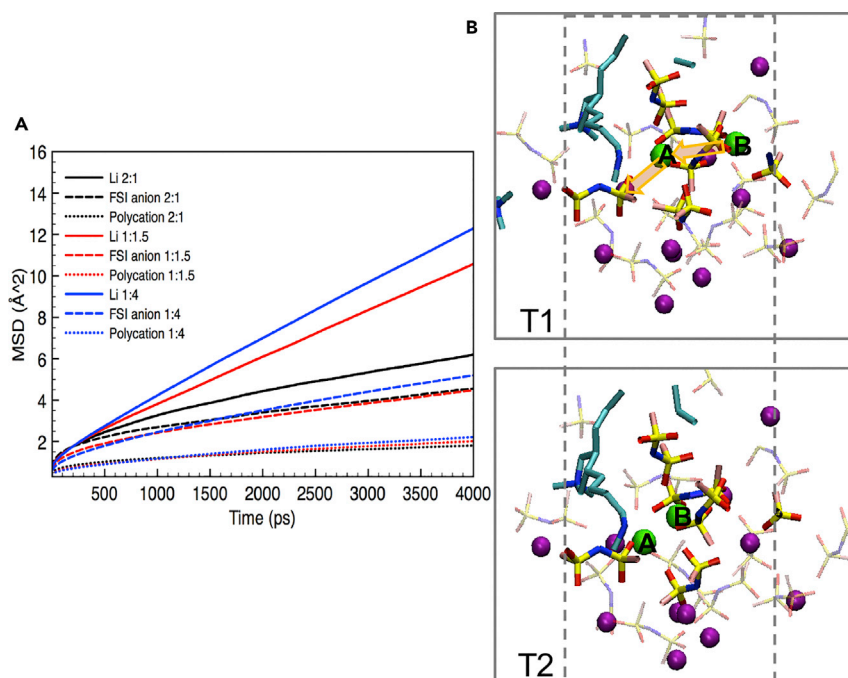 A
MSD (Å^2)
16
14
12
10
8
6
4
2
Li 2:1
FSI anion 2:1
Polycation 2:1
Li 1:1.5
FSI anion 1:1.5
Polycation 1:1.5
Li 1:4
FSI anion 1:4
Polycation 1:4
500 1000 1500 2000 2500 3000 3500 4000
Time (ps)
B
A B
T1
B
A
T2